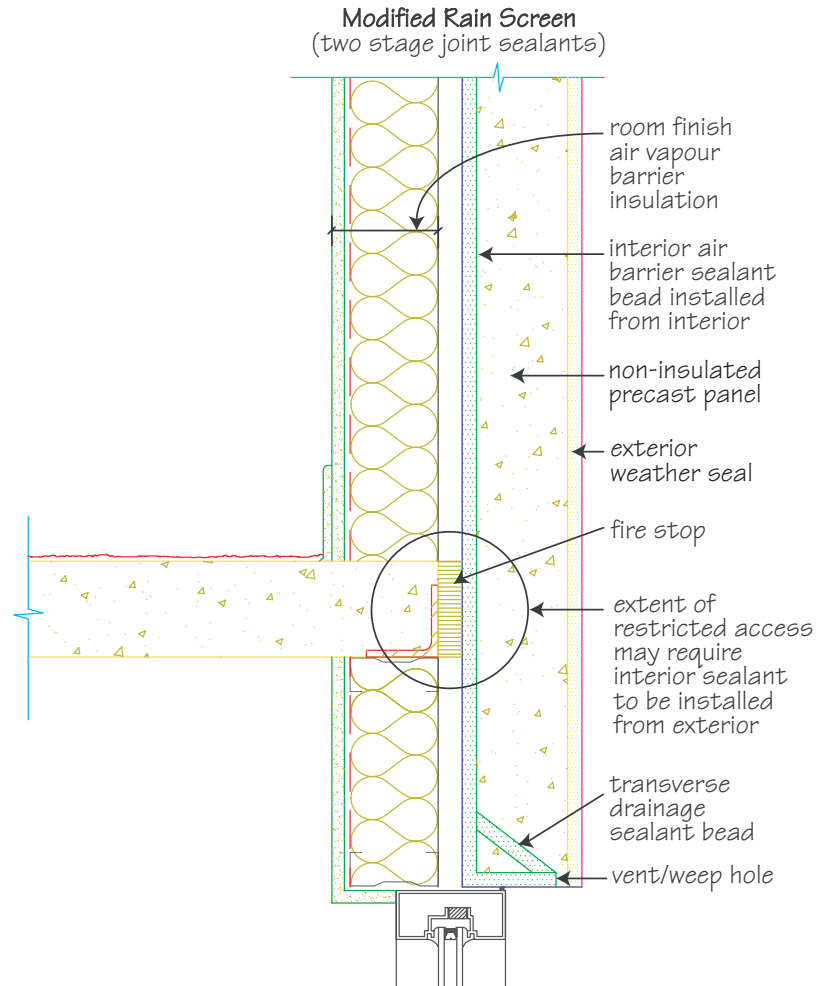 Modified Rain Screen
(two stage joint sealants)
room finish
air vapour
barrier
insulation
interior air
barrier sealant
bead installed
from interior
non-insulated
precast panel
exterior
weather seal
fire stop
extent of
restricted access
may require
interior sealant
to be installed
from exterior
transverse
drainage
sealant bead
vent/weep hole